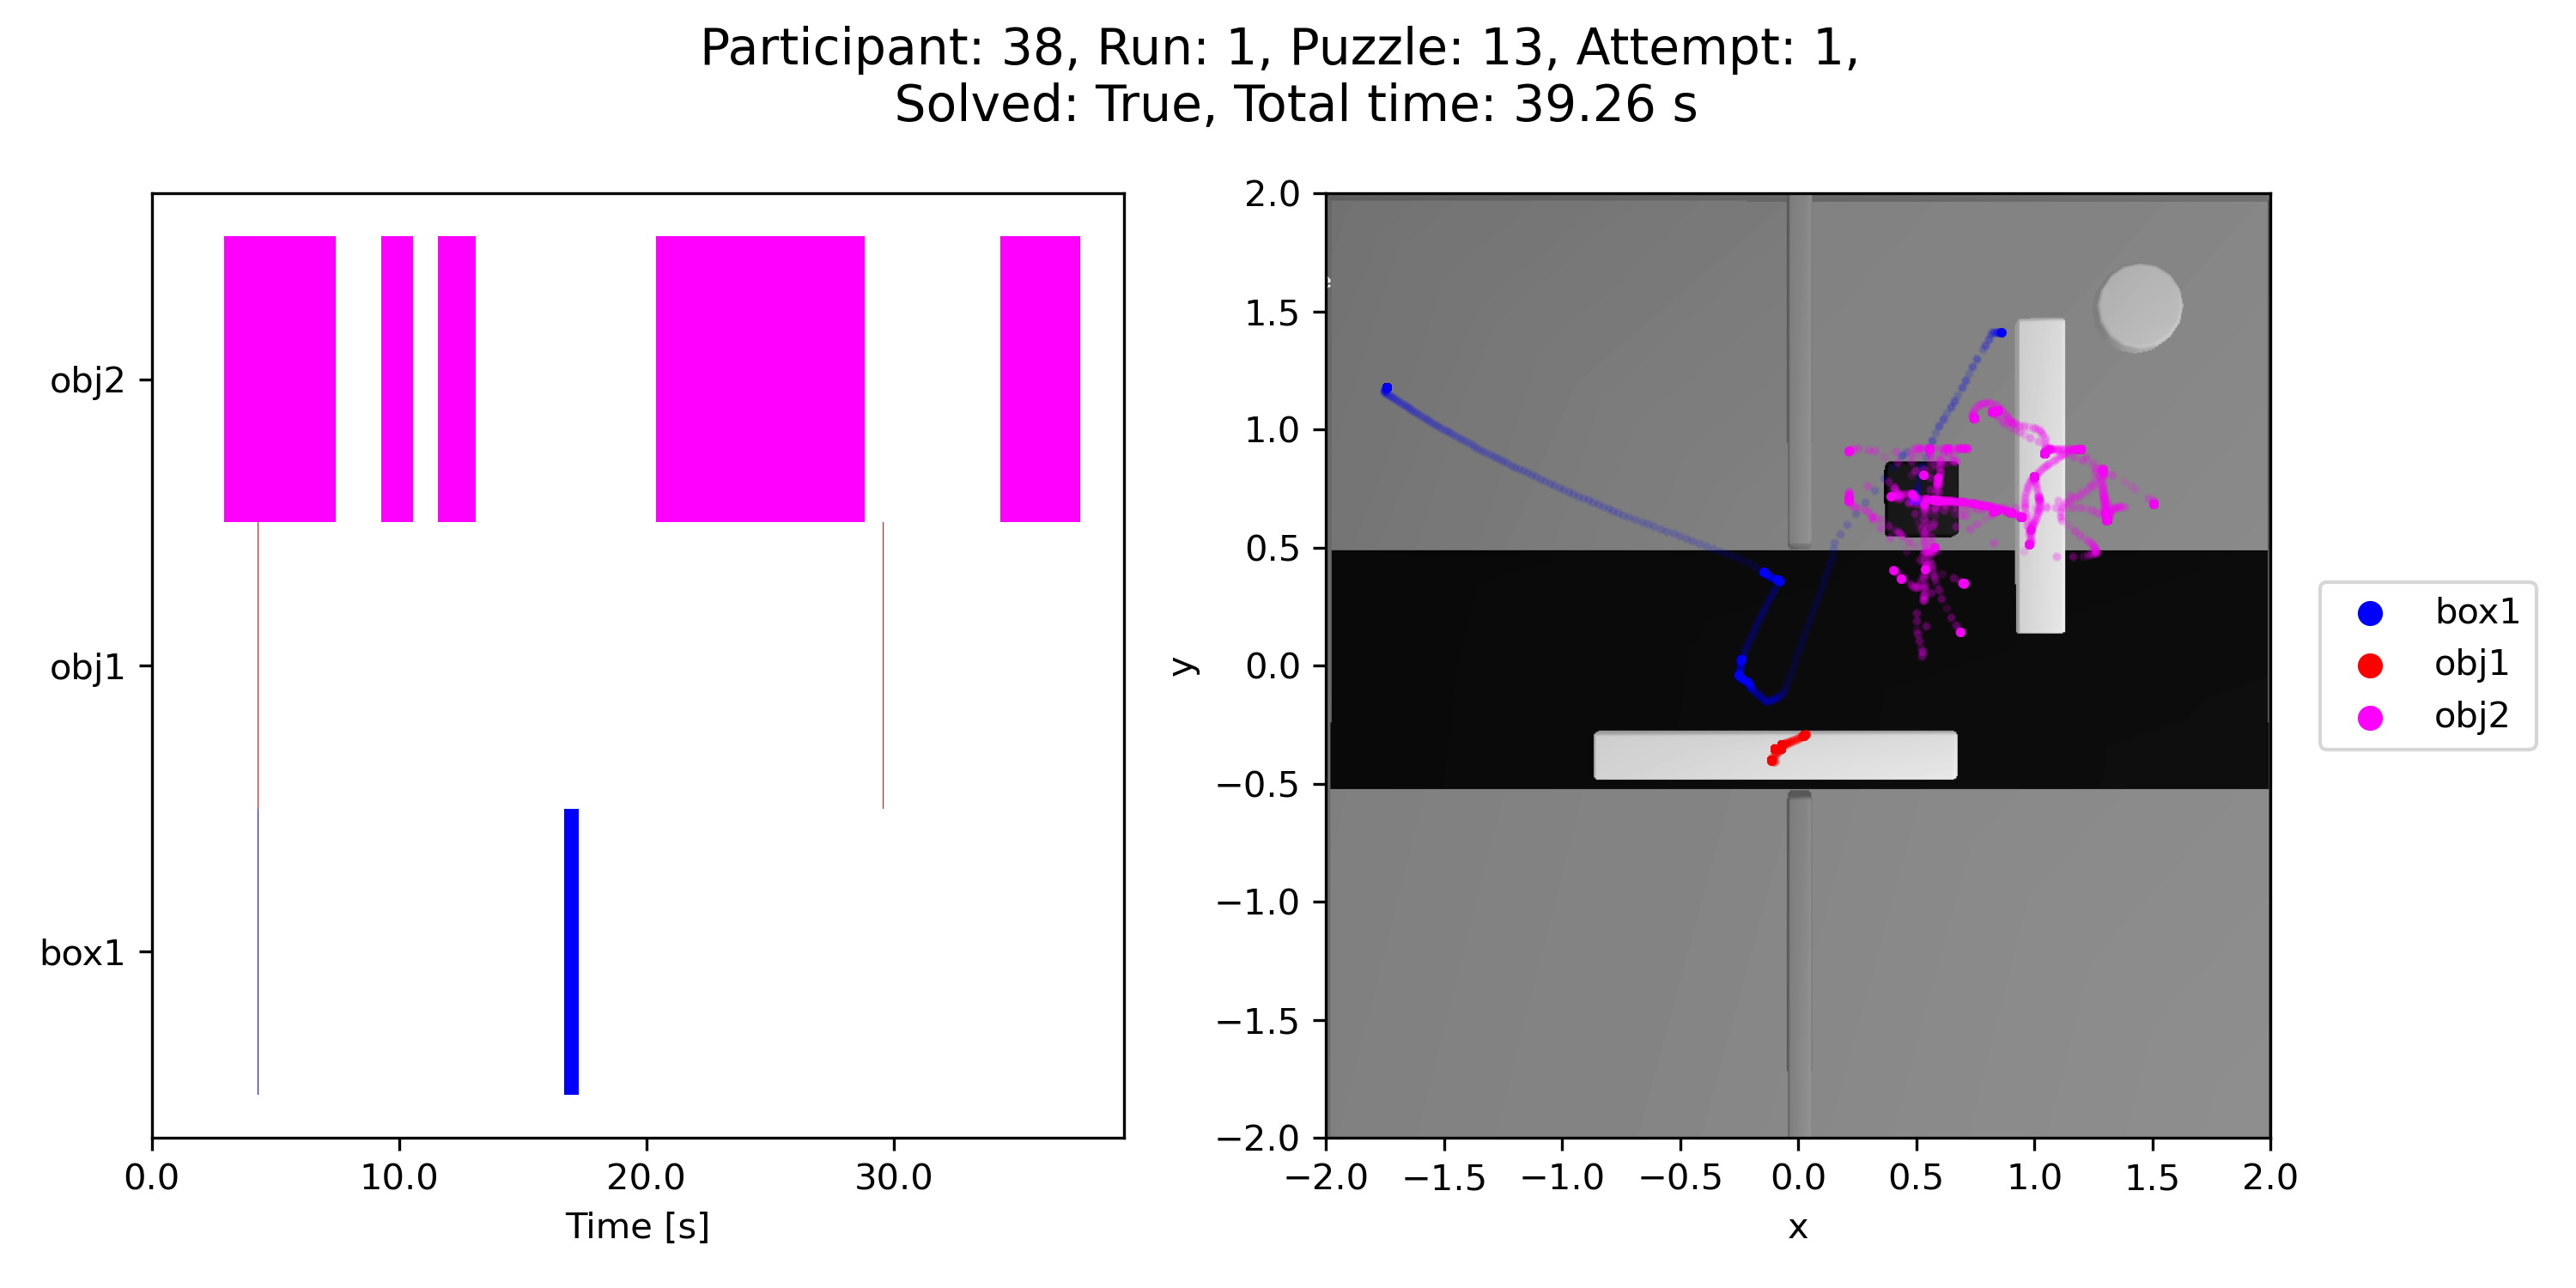 Participant: 38, Run: 1, Puzzle: 13, Attempt: 1,
Solved: True, Total time: 39.26 s
obj2
obj1
box1
0.0 10.0 20.0 30.0
Time [s]
2.0
1.5
1.0
0.5
0.0
−0.5
−1.0
−1.5
−2.0
y
−2.0 −1.5 −1.0 −0.5 0.0 0.5 1.0 1.5 2.0
x
box1
obj1
obj2